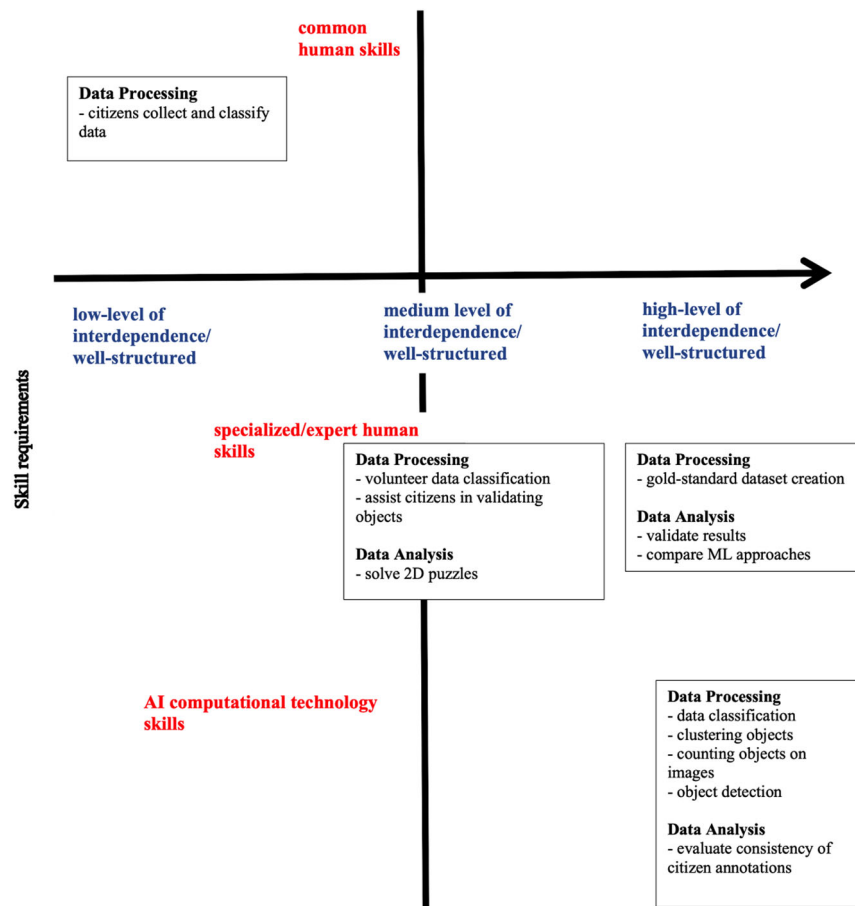 common
human skills
Data Processing
- citizens collect and classify
data
low-level of
interdependence/
well-structured
medium level of
interdependence/
well-structured
high-level of
interdependence/
well-structured
Skill requirements
specialized/expert human
skills
Data Processing
- volunteer data classification
- assist citizens in validating
objects
Data Analysis
- solve 2D puzzles
Data Processing
- gold-standard dataset creation
Data Analysis
- validate results
- compare ML approaches
AI computational technology
skills
Data Processing
- data classification
- clustering objects
- counting objects on
images
- object detection
Data Analysis
- evaluate consistency of
citizen annotations